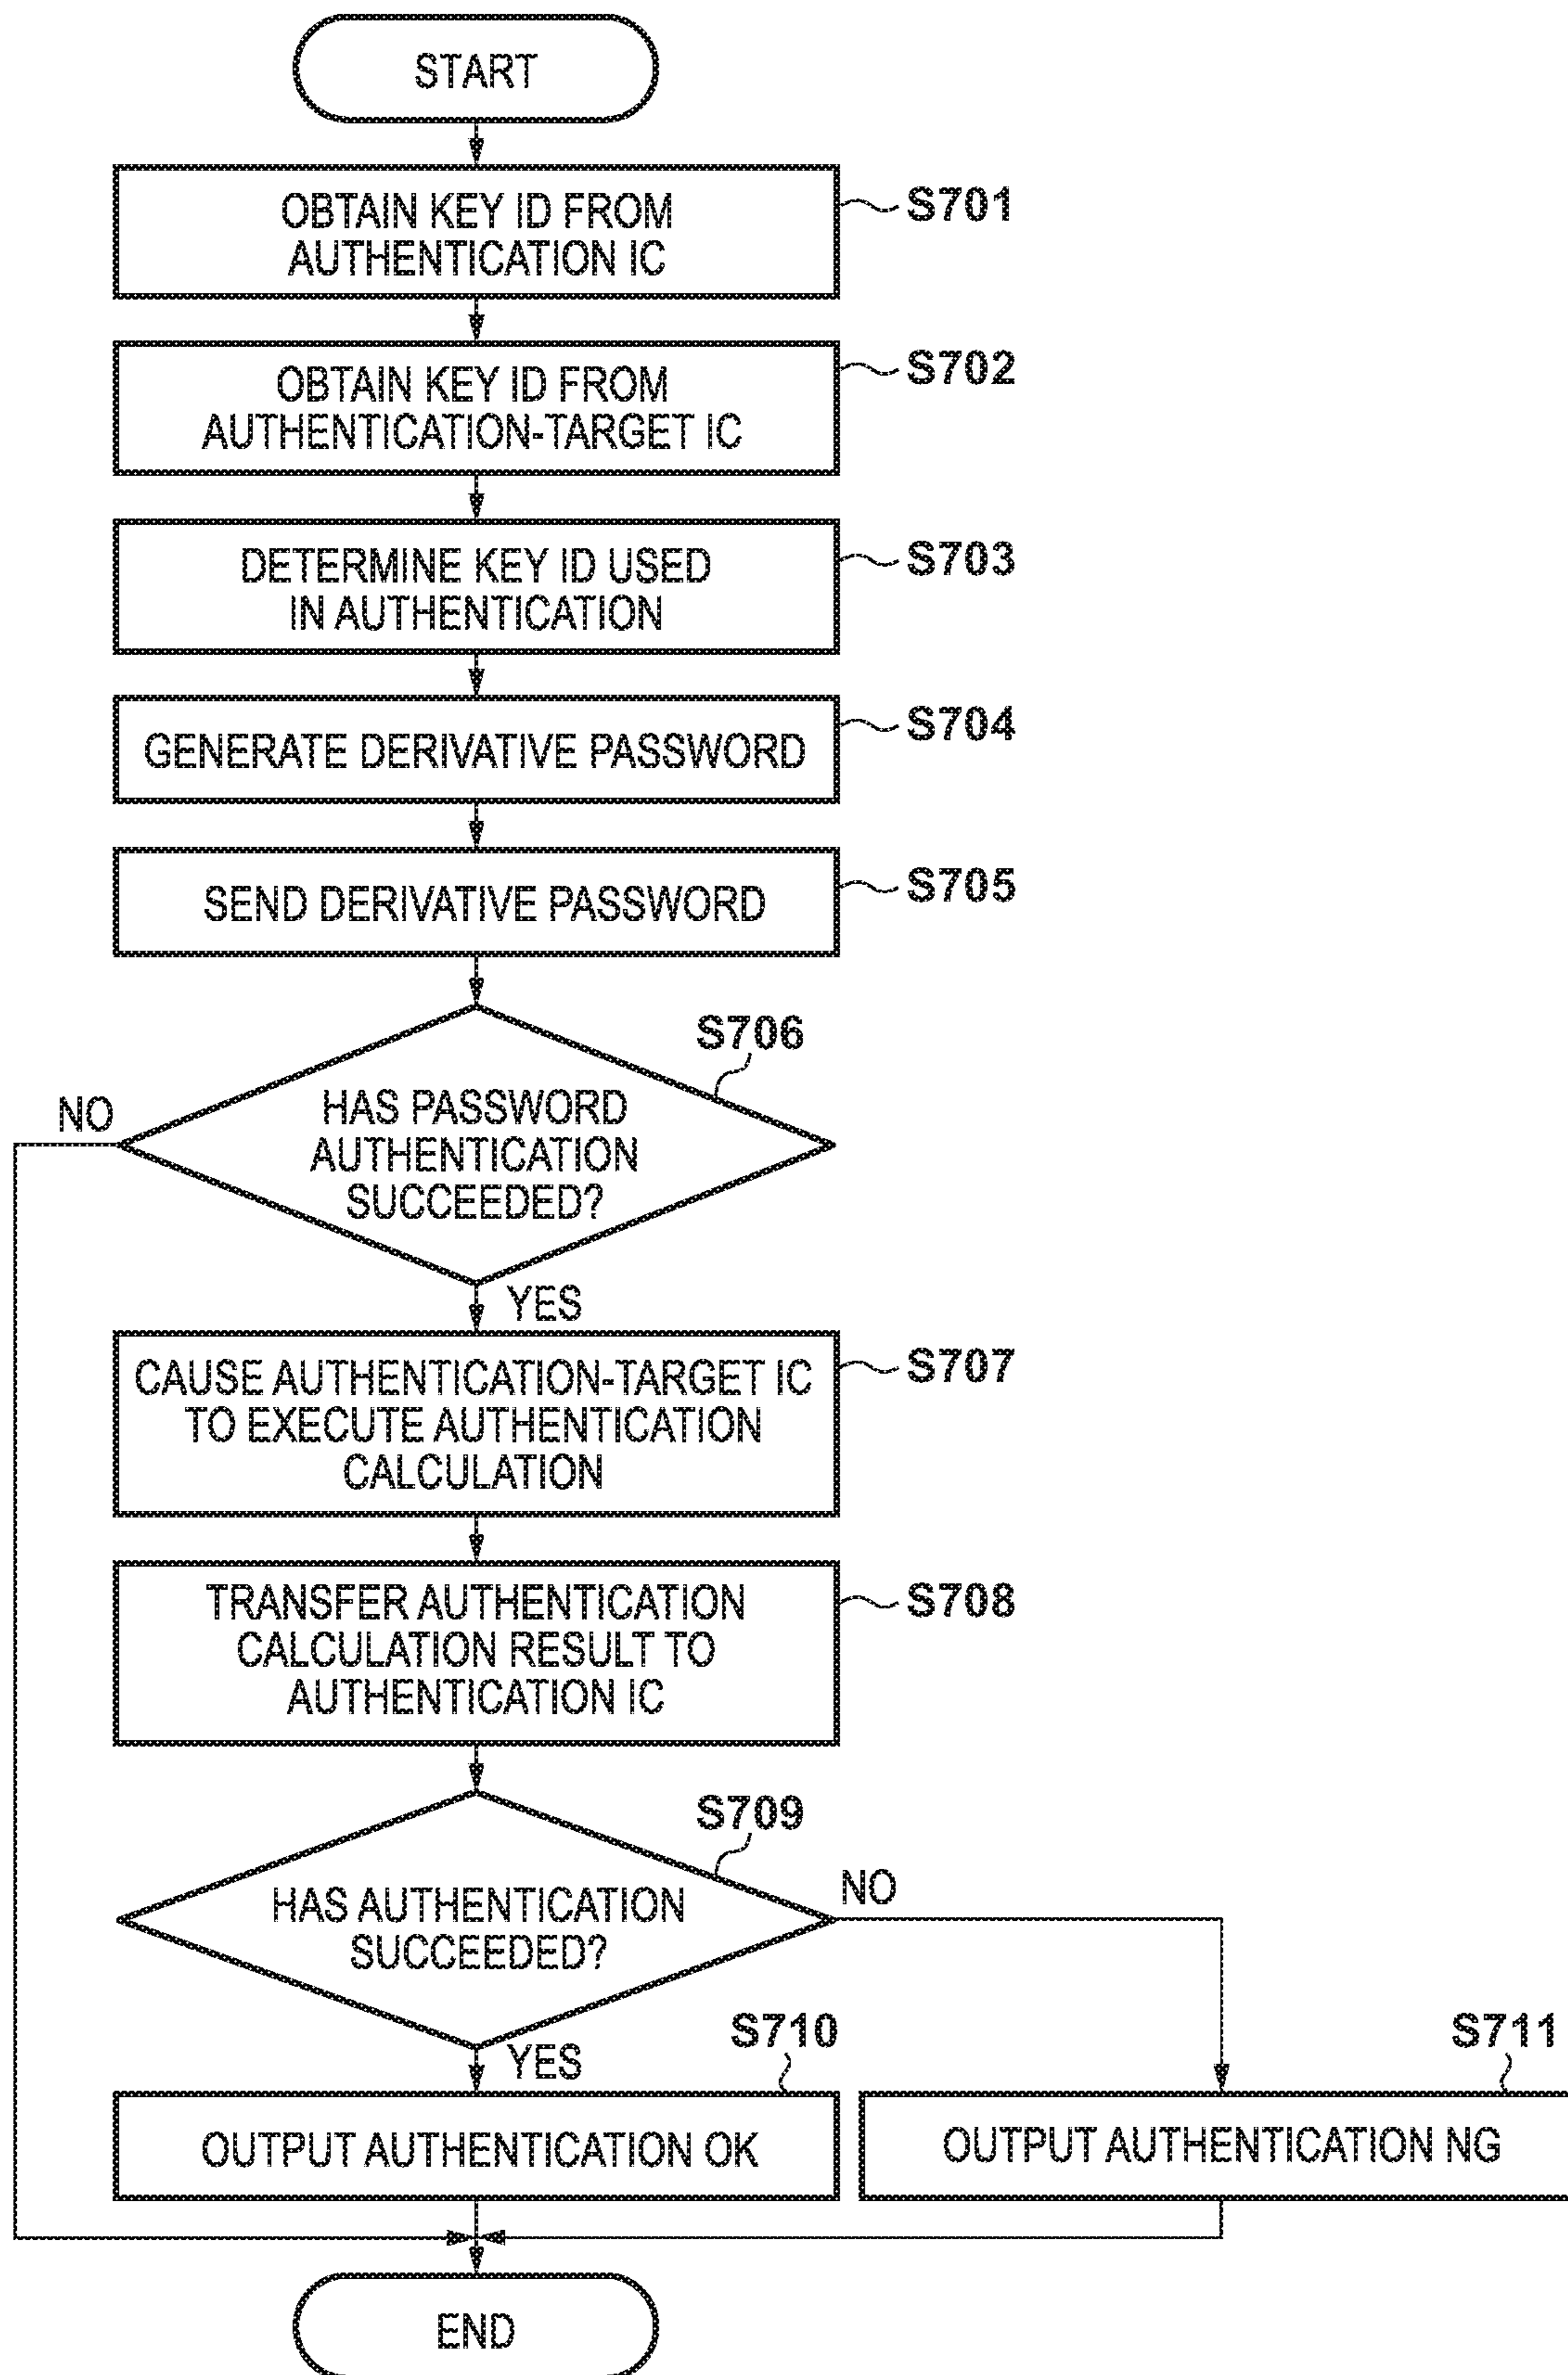 START
OBTAIN KEY ID FROM
AUTHENTICATION IC
S701
OBTAIN KEY ID FROM
AUTHENTICATION-TARGET IC
S702
DETERMINE KEY ID USED
IN AUTHENTICATION
S703
GENERATE DERIVATIVE PASSWORD
S704
SEND DERIVATIVE PASSWORD
S705
S706
NO
HAS PASSWORD
AUTHENTICATION
SUCCEEDED?
YES
CAUSE AUTHENTICATION-TARGET IC
TO EXECUTE AUTHENTICATION
CALCULATION
S707
TRANSFER AUTHENTICATION
CALCULATION RESULT TO
AUTHENTICATION IC
S708
S709
NO
HAS AUTHENTICATION
SUCCEEDED?
YES
S710
S711
OUTPUT AUTHENTICATION OK
OUTPUT AUTHENTICATION NG
END